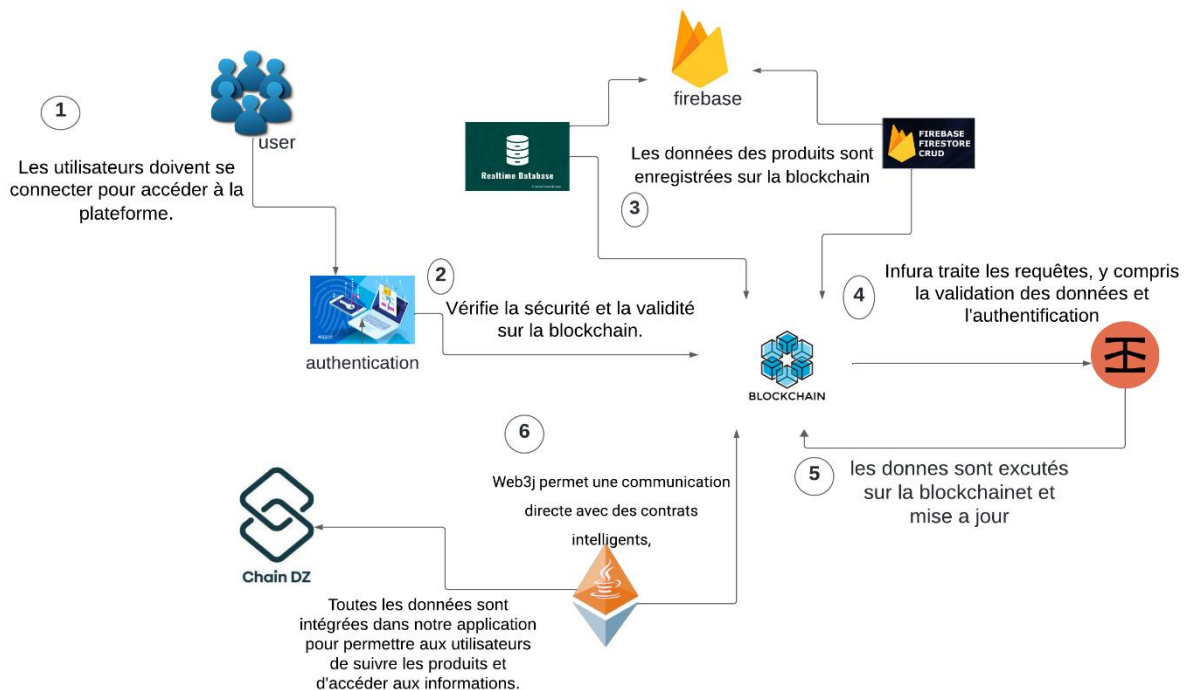 1
user
Les utilisateurs doivent se
connecter pour accéder à la
plateforme.
firebase
Realtime Database
FIREBASE
FIRESTORE
CRUD
Les données des produits sont
enregistrées sur la blockchain
3
2
Vérifie la sécurité et la validité
sur la blockchain.
authentication
4
Infura traite les requêtes, y compris
la validation des données et
l'authentification
BLOCKCHAIN
5
les donnes sont excutés
sur la blockchainet et
mise a jour
6
Web3j permet une communication
directe avec des contrats
intelligents,
Chain DZ
Toutes les données sont
intégrées dans notre application
pour permettre aux utilisateurs
de suivre les produits et
d'accéder aux informations.